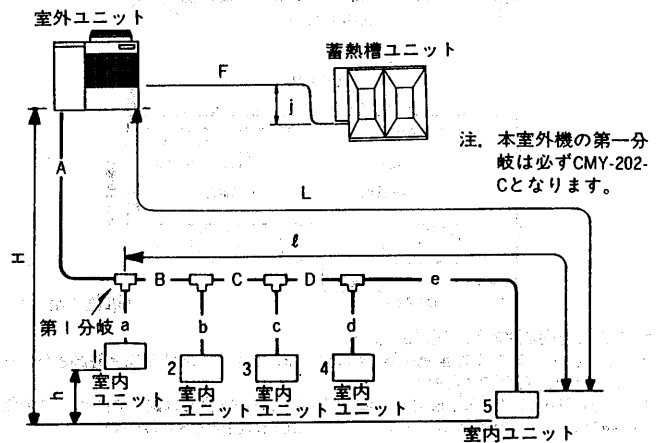 室外ユニット
蓄熱槽ユニット
F
j
注. 本室外機の第一分
岐は必ずCMY-202-
Cとなります。
A
L
H
ℓ
B
C
D
e
第1分岐
a
b
c
d
1
室内
ユニット
2
室内
ユニット
3
室内
ユニット
4
室内
ユニット
h
5
室内ユニット